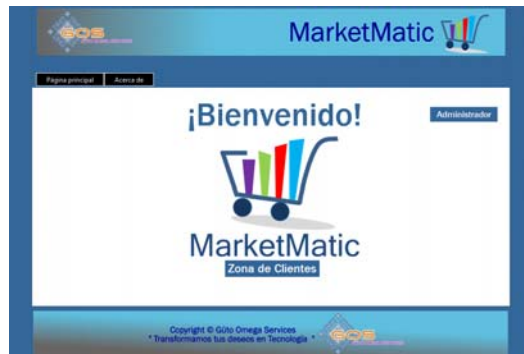 GOS
MarketMatic
Página principal
Acerca de
¡Bienvenido!
Administrador
MarketMatic
Zona de Clientes
Copyright © Güto Omega Services
" Transformamos tus deseos en Tecnología "
GOS